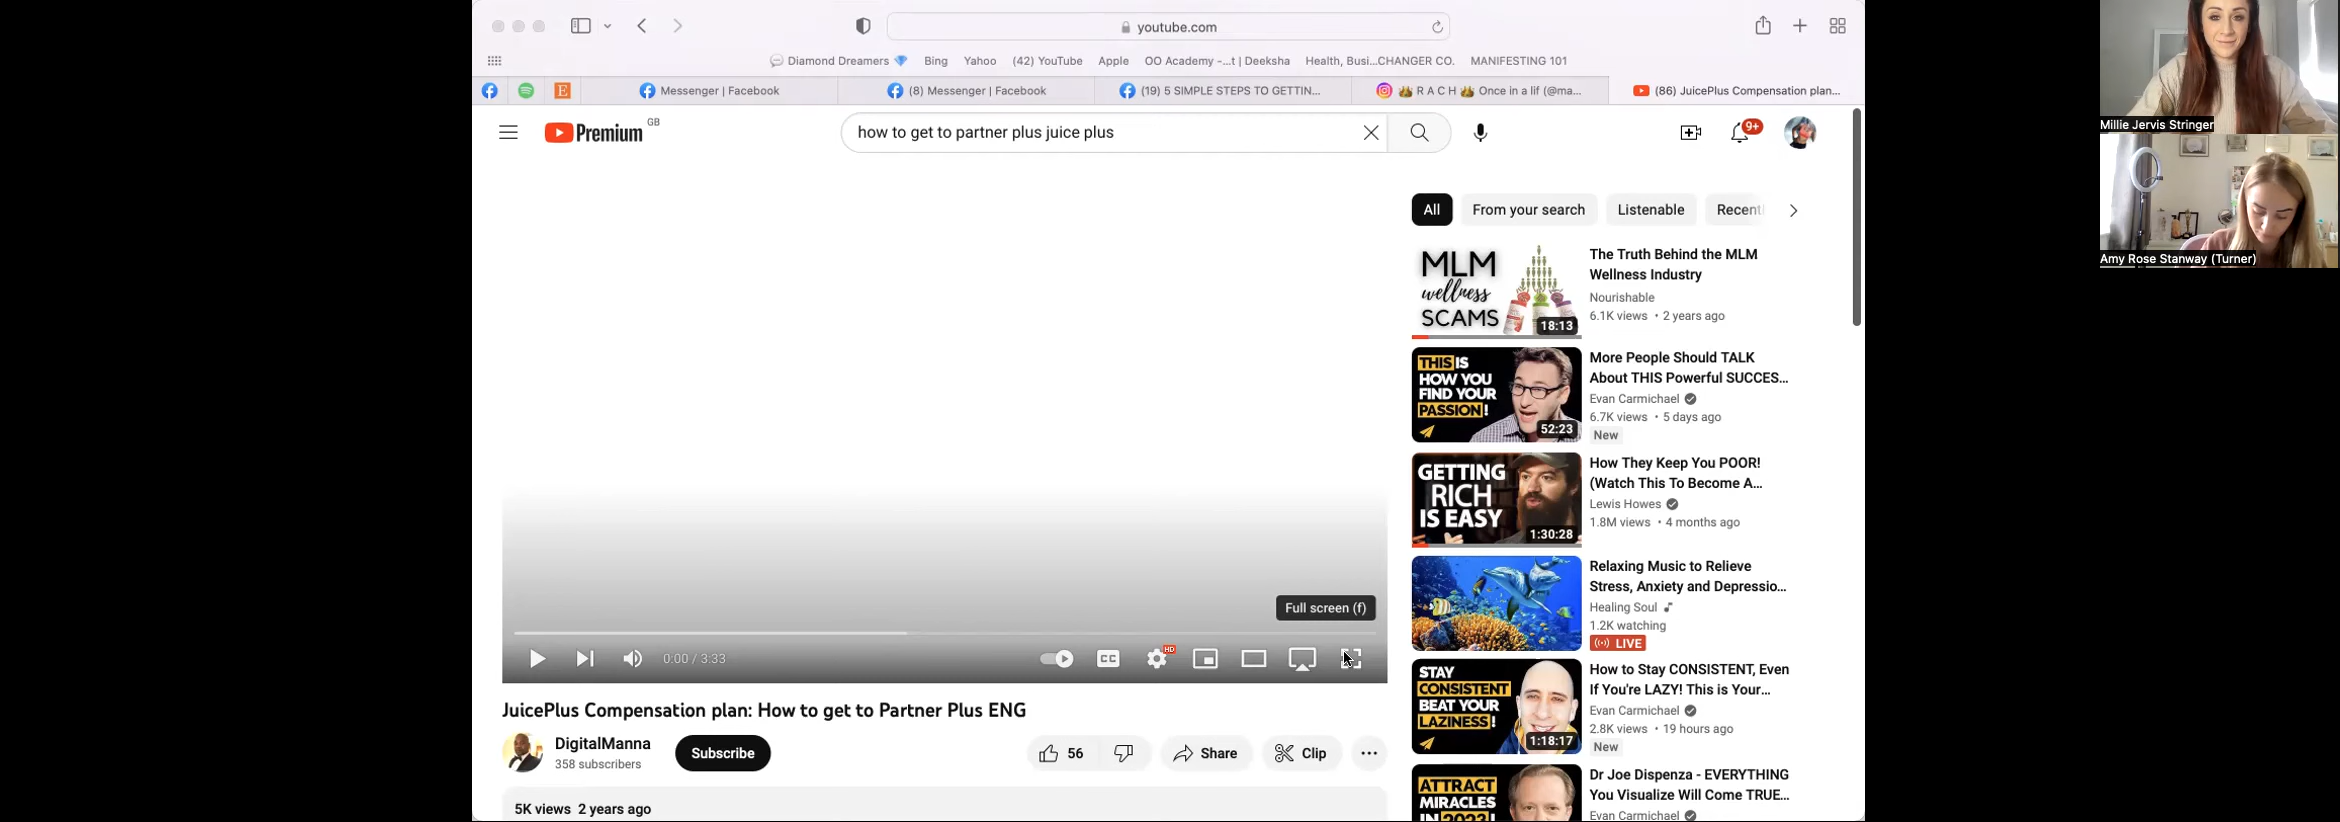 youtube.com
Diamond Dreamers
Bing
Yahoo
(42) YouTube
Apple
OO Academy -...t | Deeksha
Health, Busi...CHANGER CO.
MANIFESTING 101
Messenger | Facebook
(8) Messenger | Facebook
(19) 5 SIMPLE STEPS TO GETTIN...
R A C H Once in a lif (@ma...
(86) JuicePlus Compensation plan...
Premium GB
how to get to partner plus juice plus
9+
All
From your search
Listenable
Recent
MLM
wellness
SCAMS
18:13
The Truth Behind the MLM
Wellness Industry
Nourishable
6.1K views • 2 years ago
THIS IS
HOW YOU
FIND YOUR
PASSION!
52:23
More People Should TALK
About THIS Powerful SUCCES...
Evan Carmichael
6.7K views • 5 days ago
New
GETTING
RICH
IS EASY
1:30:28
How They Keep You POOR!
(Watch This To Become A...
Lewis Howes
1.8M views • 4 months ago
Relaxing Music to Relieve
Stress, Anxiety and Depressio...
Healing Soul
1.2K watching
LIVE
STAY
CONSISTENT
BEAT YOUR
LAZINESS!
1:18:17
How to Stay CONSISTENT, Even
If You're LAZY! This is Your...
Evan Carmichael
2.8K views • 19 hours ago
New
ATTRACT
MIRACLES
IN 2023!
Dr Joe Dispenza - EVERYTHING
You Visualize Will Come TRUE...
Evan Carmichael
Full screen (f)
0:00 / 3:33
CC
HD
JuicePlus Compensation plan: How to get to Partner Plus ENG
DigitalManna
358 subscribers
Subscribe
56
Share
Clip
5K views 2 years ago
Millie Jervis Stringer
Amy Rose Stanway (Turner)